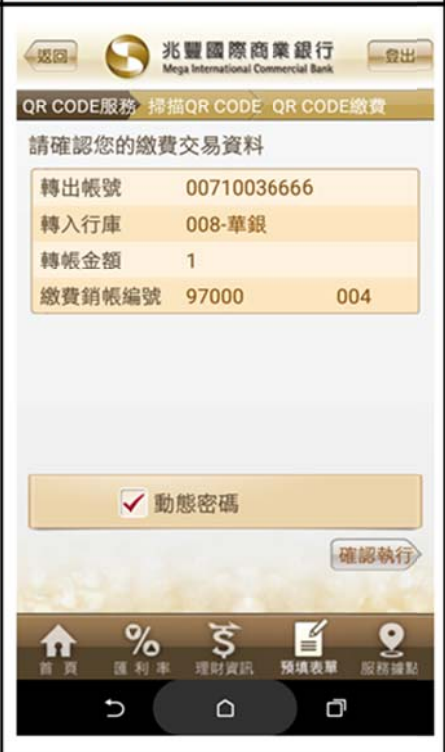 返回
兆豐國際商業銀行
Mega International Commercial Bank
登出
QR CODE服務 掃描QR CODE QR CODE繳費
請確認您的繳費交易資料
轉出帳號 00710036666
轉入行庫 008-華銀
轉帳金額 1
繳費銷帳編號 97000 004
動態密碼
確認執行
首頁 匯利率 理財資訊 預填表單 服務據點